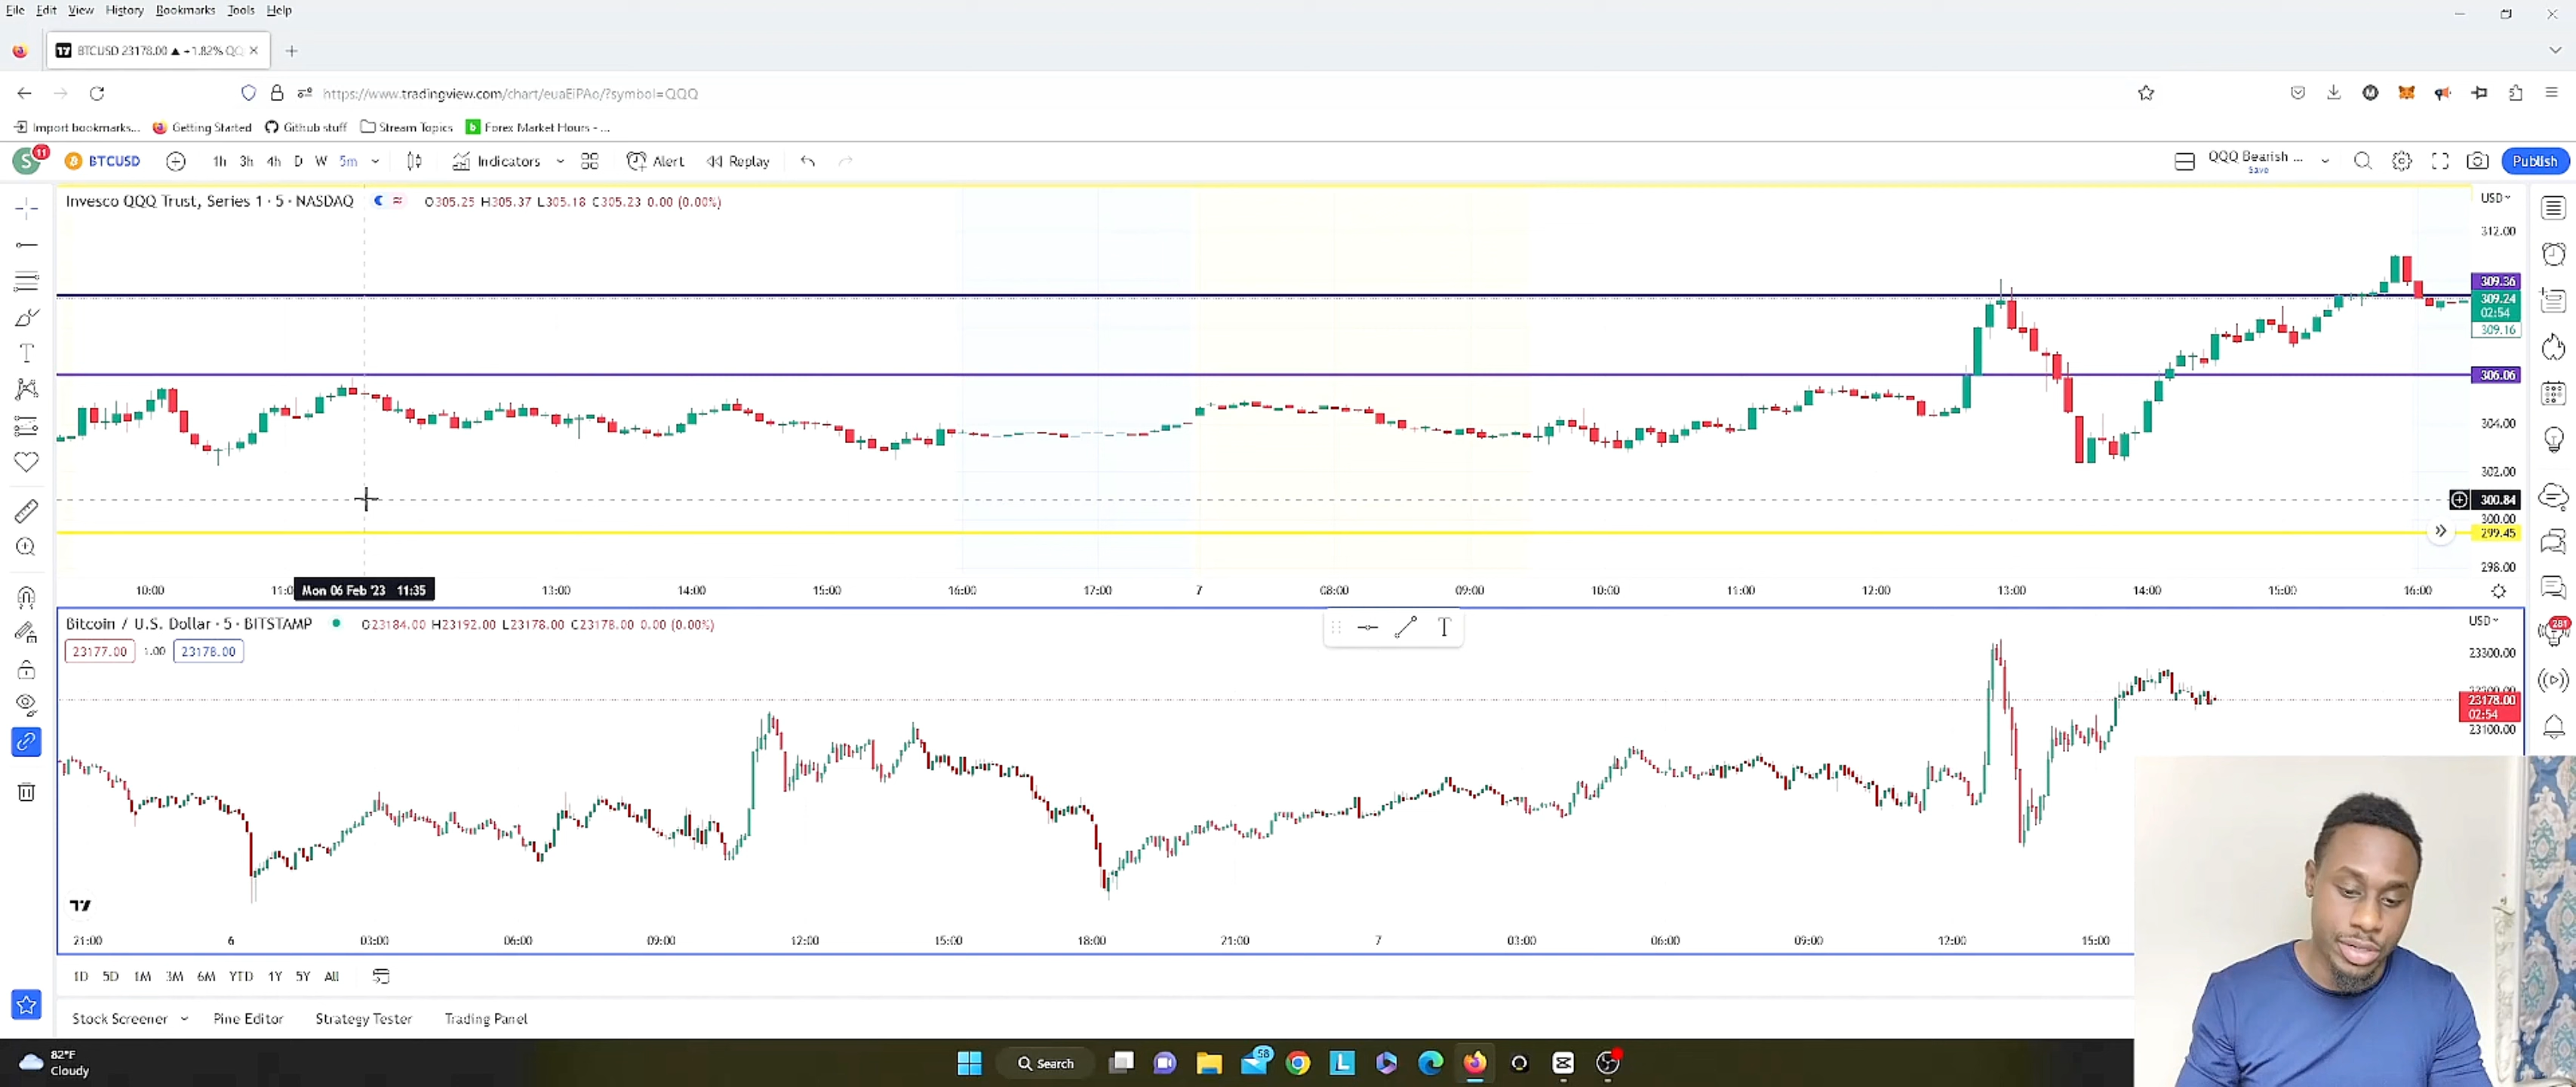 File Edit View History Bookmarks Tools Help
BTCUSD 23178.00 ▲ +1.82% QQ
https://www.tradingview.com/chart/euaEiPAo/?symbol=QQQ
Import bookmarks... Getting Started Github stuff Stream Topics b Forex Market Hours - ...
S 11 BTCUSD 1h 3h 4h D W 5m Indicators Alert Replay QQQ Bearish ... Save Publish
Invesco QQQ Trust, Series 1 · 5 · NASDAQ O305.25 H305.37 L305.18 C305.23 0.00 (0.00%)
USD
312.00
309.36
309.24
02:54
309.16
306.06
304.00
302.00
300.84
300.00
299.45
298.00
10:00 11:0 Mon 06 Feb '23 11:35 13:00 14:00 15:00 16:00 17:00 7 08:00 09:00 10:00 11:00 12:00 13:00 14:00 15:00 16:00
Bitcoin / U.S. Dollar · 5 · BITSTAMP O23184.00 H23192.00 L23178.00 C23178.00 0.00 (0.00%)
USD
23177.00 1.00 23178.00
T
281
23300.00
23178.00
02:54
23100.00
21:00 6 03:00 06:00 09:00 12:00 15:00 18:00 21:00 7 03:00 06:00 09:00 12:00 15:00
1D 5D 1M 3M 6M YTD 1Y 5Y All
Stock Screener Pine Editor Strategy Tester Trading Panel
82°F
Cloudy
Search
58
L